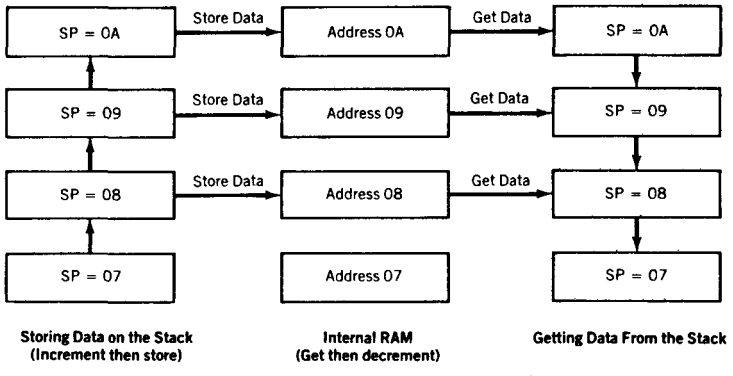 SP = 0A
Store Data
Address 0A
Get Data
SP = 0A
SP = 09
Store Data
Address 09
Get Data
SP = 09
SP = 08
Store Data
Address 08
Get Data
SP = 08
SP = 07
Address 07
SP = 07
Storing Data on the Stack
(Increment then store)
Internal RAM
(Get then decrement)
Getting Data From the Stack